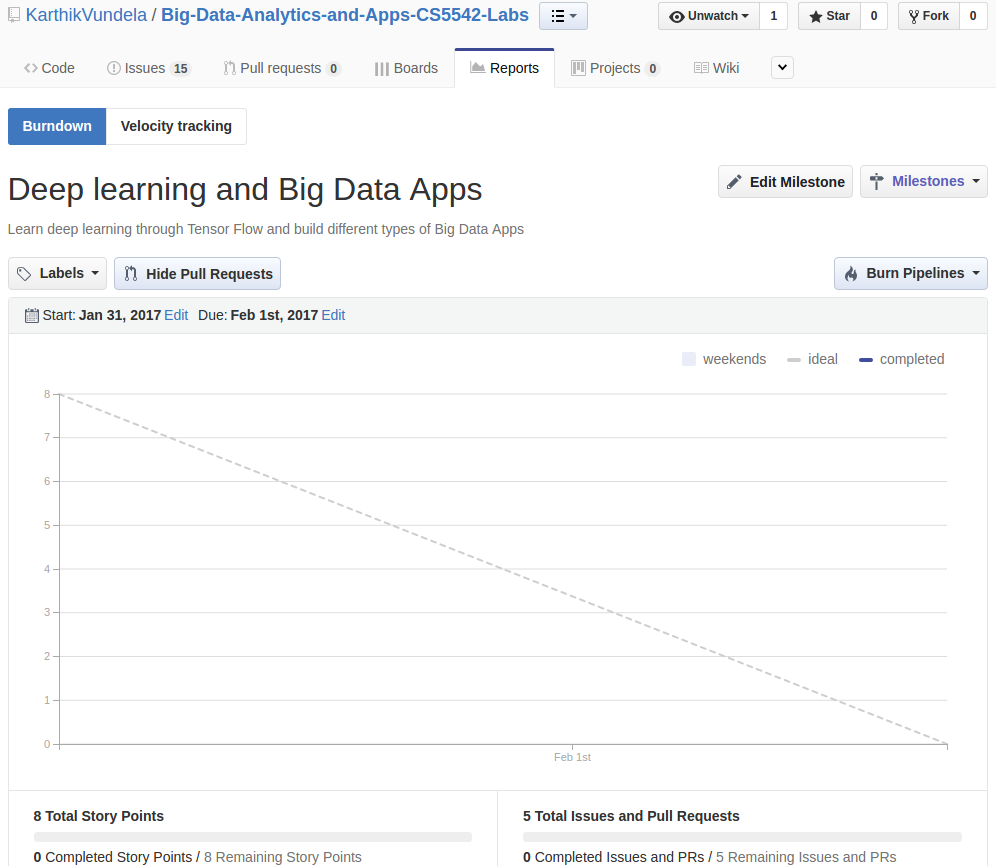 KarthikVundela / Big-Data-Analytics-and-Apps-CS5542-Labs Unwatch 1 Star 0 Fork 0
Code Issues 15 Pull requests 0 Boards Reports Projects 0 Wiki
Burndown Velocity tracking
Deep learning and Big Data Apps Edit Milestone Milestones
Learn deep learning through Tensor Flow and build different types of Big Data Apps
Labels Hide Pull Requests Burn Pipelines
Start: Jan 31, 2017 Edit Due: Feb 1st, 2017 Edit
weekends ideal completed
8
7
6
5
4
3
2
1
0
Feb 1st
8 Total Story Points 5 Total Issues and Pull Requests
0 Completed Story Points / 8 Remaining Story Points 0 Completed Issues and PRs / 5 Remaining Issues and PRs